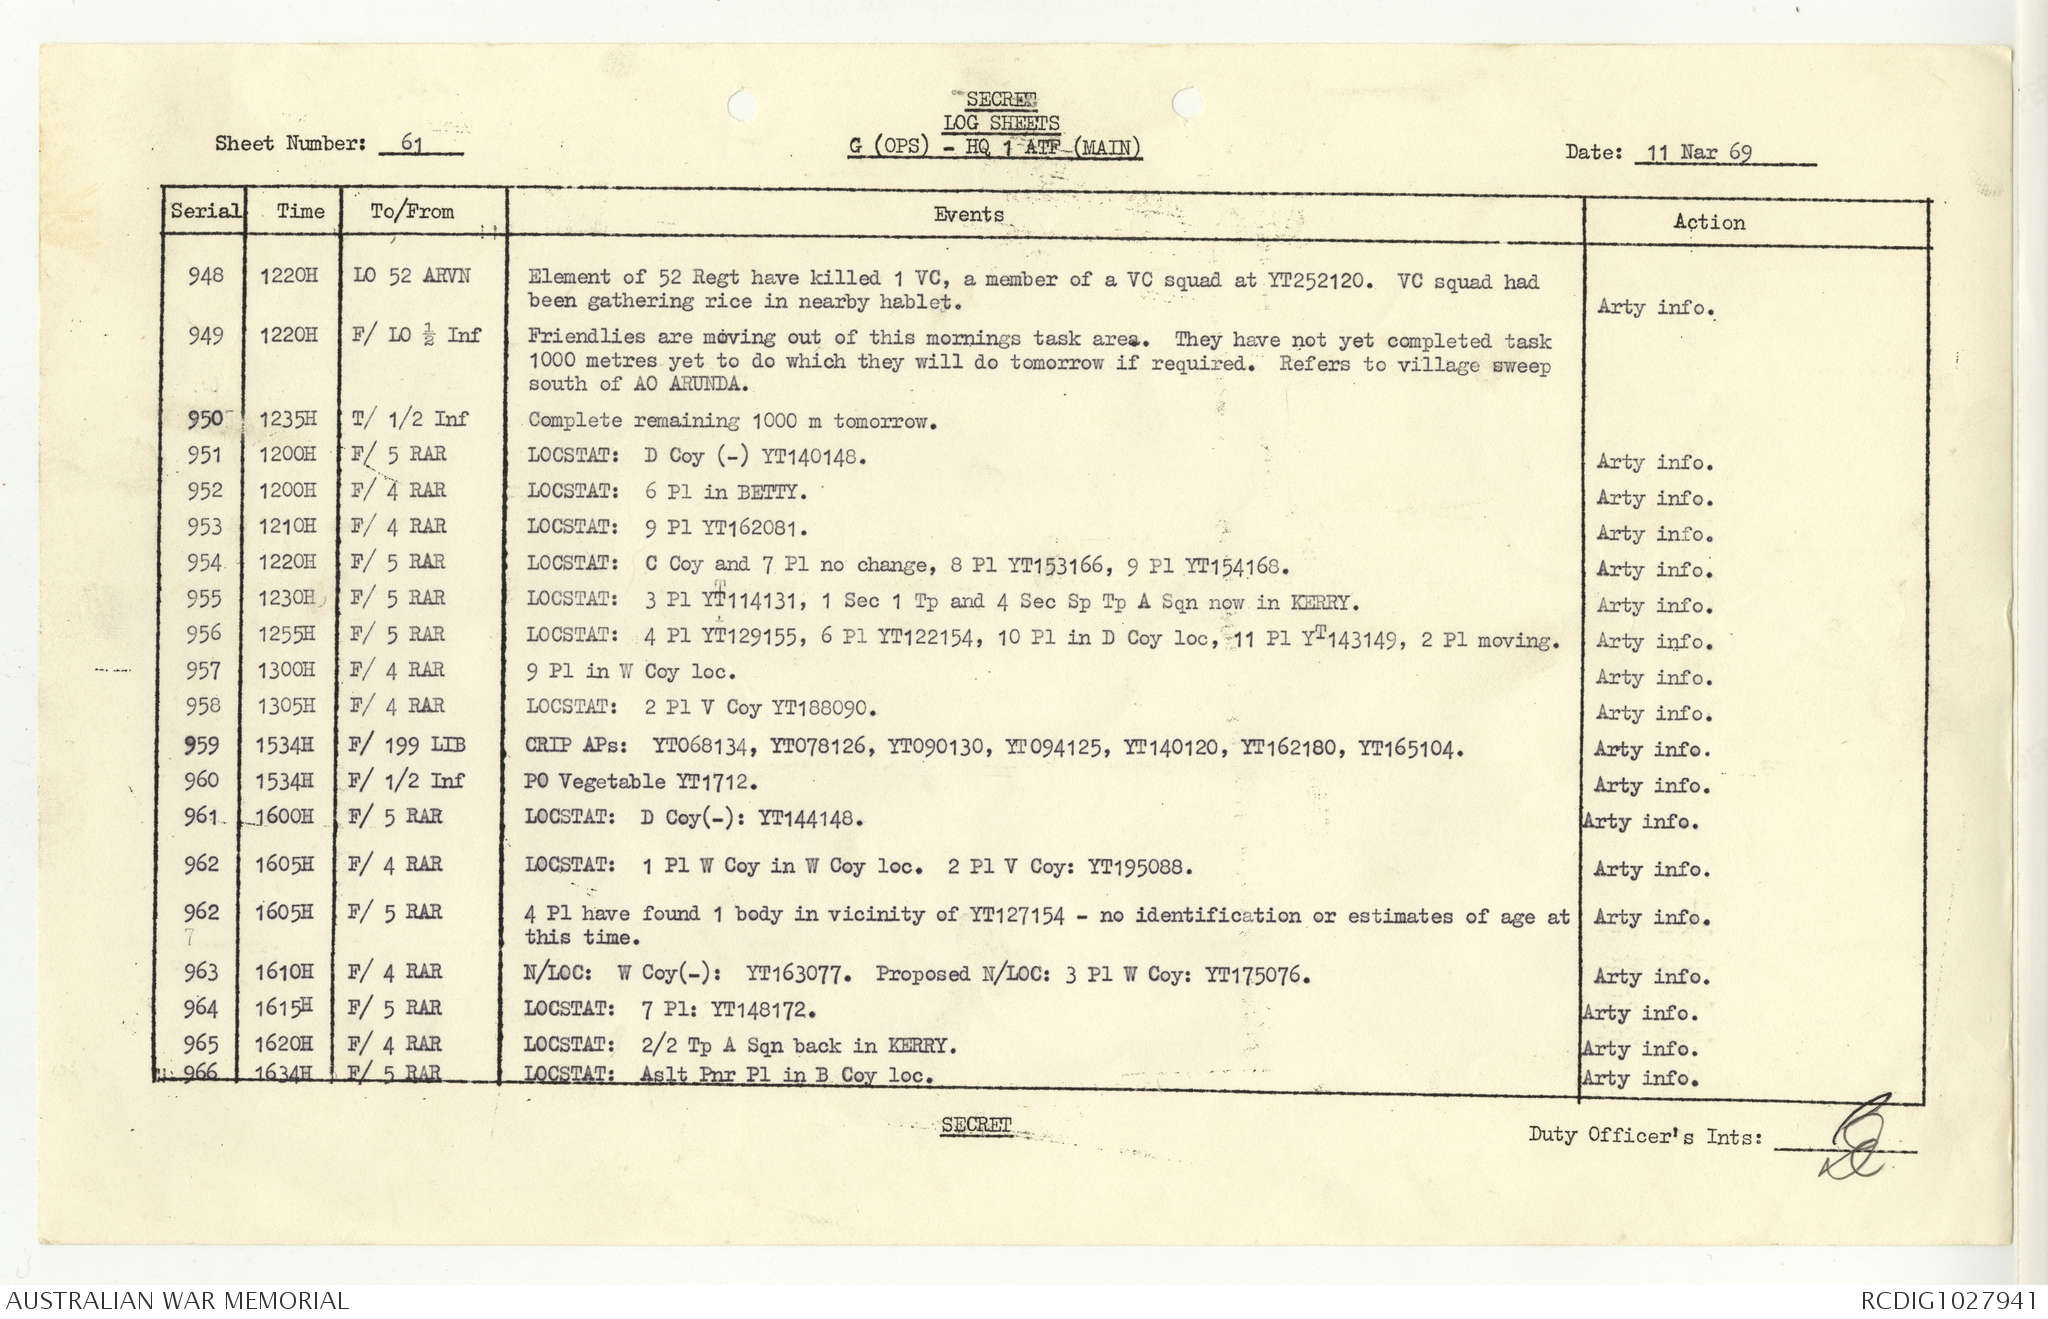 SECRET
LOG SHEETS
G (OPS) - HQ 1 ATF (MAIN)
Sheet Number: 61
Date: 11 Nar 69
Serial Time To/From Events Action
948 1220H LO 52 ARVN Element of 52 Regt have killed 1 VC, a member of a VC squad at YT252120. VC squad had
been gathering rice in nearby hablet. Arty info.
949 1220H F/ LO ½ Inf Friendlies are moving out of this mornings task area. They have not yet completed task
1000 metres yet to do which they will do tomorrow if required. Refers to village sweep
south of AO ARUNDA.
950 1235H T/ 1/2 Inf Complete remaining 1000 m tomorrow.
951 1200H F/ 5 RAR LOCSTAT: D Coy (-) YT140148. Arty info.
952 1200H F/ 4 RAR LOCSTAT: 6 Pl in BETTY. Arty info.
953 1210H F/ 4 RAR LOCSTAT: 9 Pl YT162081. Arty info.
954 1220H F/ 5 RAR LOCSTAT: C Coy and 7 Pl no change, 8 Pl YT153166, 9 Pl YT154168. Arty info.
955 1230H F/ 5 RAR LOCSTAT: 3 Pl YT114131, 1 Sec 1 Tp and 4 Sec Sp Tp A Sqn now in KERRY. Arty info.
956 1255H F/ 5 RAR LOCSTAT: 4 Pl YT129155, 6 Pl YT122154, 10 Pl in D Coy loc, 11 Pl YT143149, 2 Pl moving. Arty info.
957 1300H F/ 4 RAR 9 Pl in W Coy loc. Arty info.
958 1305H F/ 4 RAR LOCSTAT: 2 Pl V Coy YT188090. Arty info.
959 1534H F/ 199 LIB CRIP APs: YT068134, YT078126, YT090130, YT094125, YT140120, YT162180, YT165104. Arty info.
960 1534H F/ 1/2 Inf PO Vegetable YT1712. Arty info.
961 1600H F/ 5 RAR LOCSTAT: D Coy(-): YT144148. Arty info.
962 1605H F/ 4 RAR LOCSTAT: 1 Pl W Coy in W Coy loc. 2 Pl V Coy: YT195088. Arty info.
962 1605H F/ 5 RAR 4 Pl have found 1 body in vicinity of YT127154 - no identification or estimates of age at Arty info.
7 this time.
963 1610H F/ 4 RAR N/LOC: W Coy(-): YT163077. Proposed N/LOC: 3 Pl W Coy: YT175076. Arty info.
964 1615H F/ 5 RAR LOCSTAT: 7 Pl: YT148172. Arty info.
965 1620H F/ 4 RAR LOCSTAT: 2/2 Tp A Sqn back in KERRY. Arty info.
966 1634H F/ 5 RAR LOCSTAT: Aslt Pnr Pl in B Coy loc. Arty info.
SECRET
Duty Officer's Ints:
AUSTRALIAN WAR MEMORIAL
RCDIG1027941